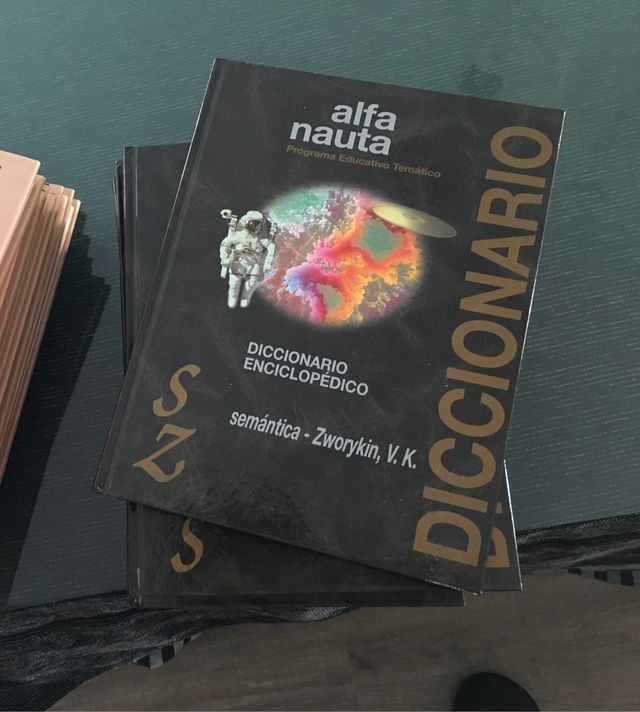 alfa
nauta
Programa Educativo Temático
DICCIONARIO
ENCICLOPÉDICO
semántica - Zworykin, V. K.
s
z
DICCIONARIO
s